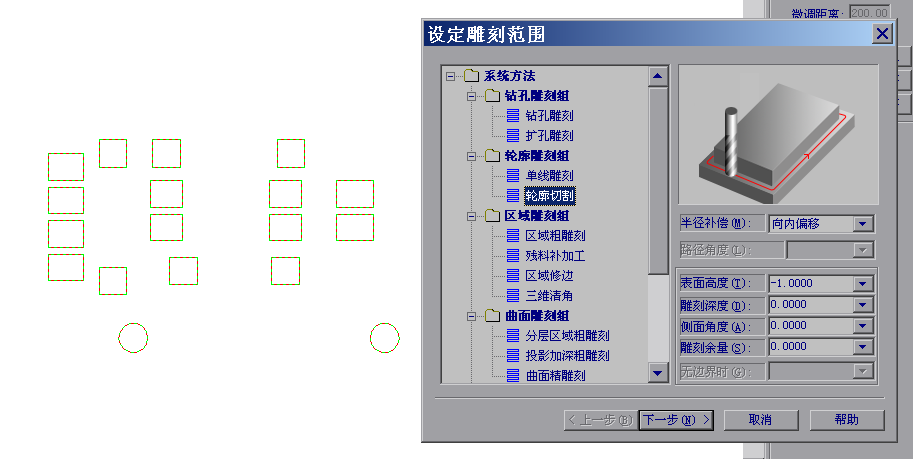 微调距离: 200.00
设定雕刻范围
系统方法
钻孔雕刻组
钻孔雕刻
扩孔雕刻
轮廓雕刻组
单线雕刻
轮廓切割
区域雕刻组
区域粗雕刻
残料补加工
区域修边
三维清角
曲面雕刻组
分层区域粗雕刻
投影加深粗雕刻
曲面精雕刻
半径补偿(M): 向内偏移
路径角度(L):
表面高度(T): -1.0000
雕刻深度(D): 0.0000
侧面角度(A): 0.0000
雕刻余量(S): 0.0000
无边界时(G):
< 上一步(B)
下一步(N) >
取消
帮助